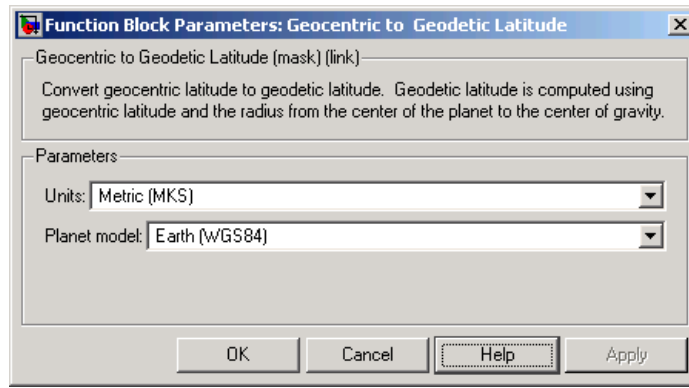 Function Block Parameters: Geocentric to Geodetic Latitude
Geocentric to Geodetic Latitude (mask) (link)
Convert geocentric latitude to geodetic latitude. Geodetic latitude is computed using
geocentric latitude and the radius from the center of the planet to the center of gravity.
Parameters
Units: Metric (MKS)
Planet model: Earth (WGS84)
OK Cancel Help Apply